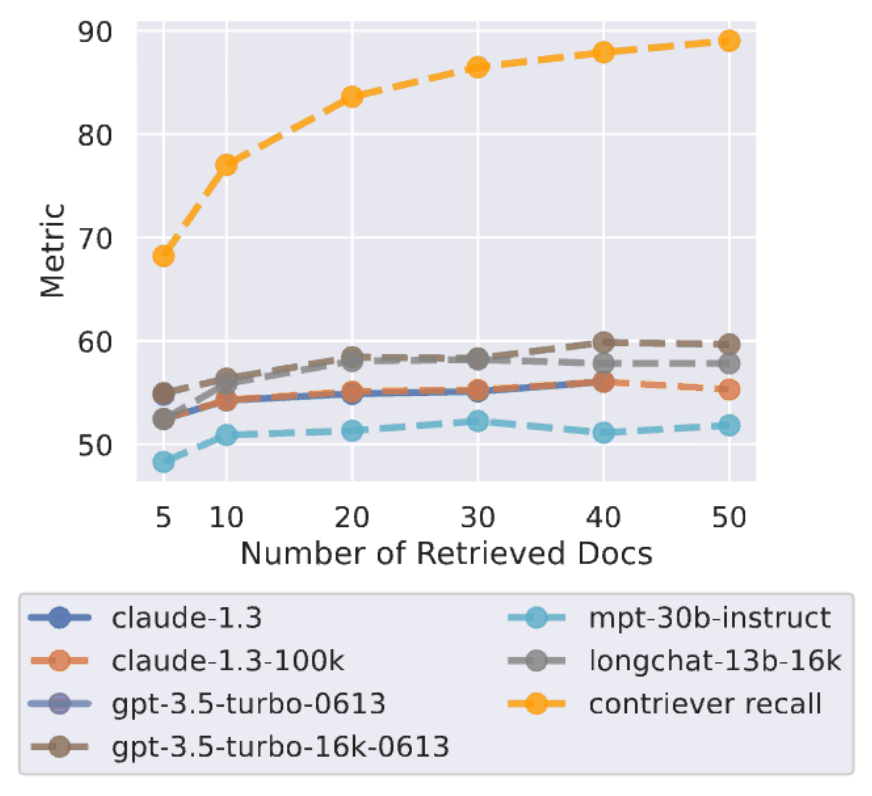 90
80
70
60
50
Metric
5 10 20 30 40 50
Number of Retrieved Docs
claude-1.3
claude-1.3-100k
gpt-3.5-turbo-0613
gpt-3.5-turbo-16k-0613
mpt-30b-instruct
longchat-13b-16k
contriever recall